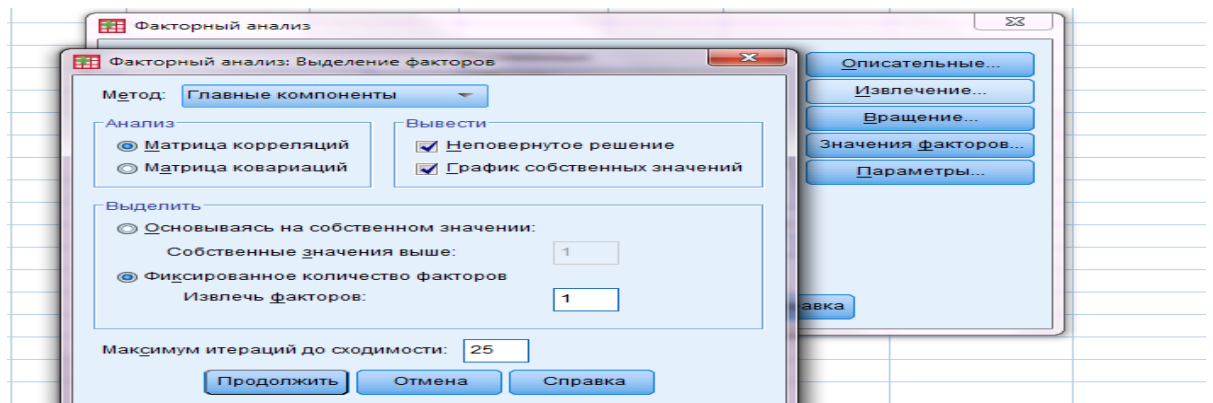 Факторный анализ
Факторный анализ: Выделение факторов
Метод: Главные компоненты
Анализ
Матрица корреляций
Матрица ковариаций
Вывести
Неповернутое решение
График собственных значений
Выделить
Основываясь на собственном значении:
Собственные значения выше: 1
Фиксированное количество факторов
Извлечь факторов: 1
Максимум итераций до сходимости: 25
Продолжить Отмена Справка
Описательные...
Извлечение...
Вращение...
Значения факторов...
Параметры...
авка